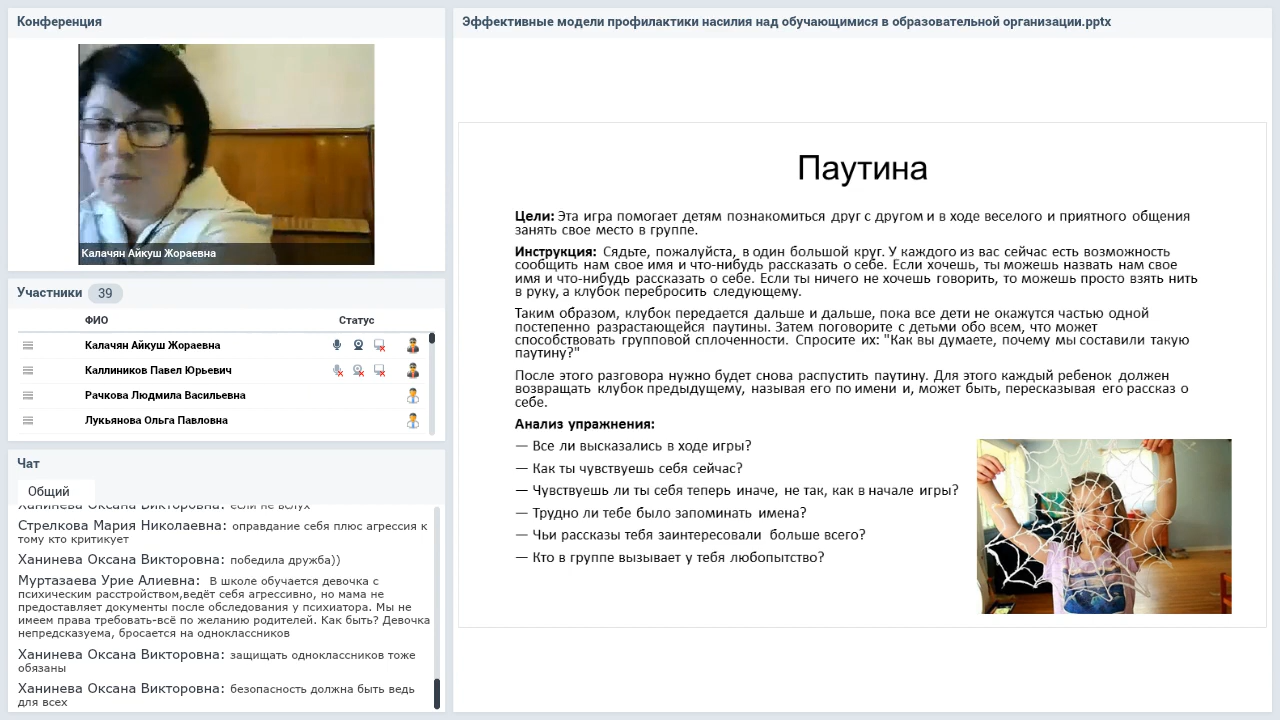 Конференция
Калачян Айкуш Жораевна
Участники 39
ФИО Статус
Калачян Айкуш Жораевна
Каллиников Павел Юрьевич
Рачкова Людмила Васильевна
Лукьянова Ольга Павловна
Чат
Общий
Ханинева Оксана Викторовна: если не вслух
Стрелкова Мария Николаевна: оправдание себя плюс агрессия к
тому кто критикует
Ханинева Оксана Викторовна: победила дружба))
Муртазаева Урие Алиевна: В школе обучается девочка с
психическим расстройством,ведёт себя агрессивно, но мама не
предоставляет документы после обследования у психиатора. Мы не
имеем права требовать-всё по желанию родителей. Как быть? Девочка
непредсказуема, бросается на одноклассников
Ханинева Оксана Викторовна: защищать одноклассников тоже
обязаны
Ханинева Оксана Викторовна: безопасность должна быть ведь
для всех
Эффективные модели профилактики насилия над обучающимися в образовательной организации.pptx
Паутина
Цели: Эта игра помогает детям познакомиться друг с другом и в ходе веселого и приятного общения
занять свое место в группе.
Инструкция: Сядьте, пожалуйста, в один большой круг. У каждого из вас сейчас есть возможность
сообщить нам свое имя и что-нибудь рассказать о себе. Если хочешь, ты можешь назвать нам свое
имя и что-нибудь рассказать о себе. Если ты ничего не хочешь говорить, то можешь просто взять нить
в руку, а клубок перебросить следующему.
Таким образом, клубок передается дальше и дальше, пока все дети не окажутся частью одной
постепенно разрастающейся паутины. Затем поговорите с детьми обо всем, что может
способствовать групповой сплоченности. Спросите их: "Как вы думаете, почему мы составили такую
паутину?"
После этого разговора нужно будет снова распустить паутину. Для этого каждый ребенок должен
возвращать клубок предыдущему, называя его по имени и, может быть, пересказывая его рассказ о
себе.
Анализ упражнения:
— Все ли высказались в ходе игры?
— Как ты чувствуешь себя сейчас?
— Чувствуешь ли ты себя теперь иначе, не так, как в начале игры?
— Трудно ли тебе было запоминать имена?
— Чьи рассказы тебя заинтересовали больше всего?
— Кто в группе вызывает у тебя любопытство?